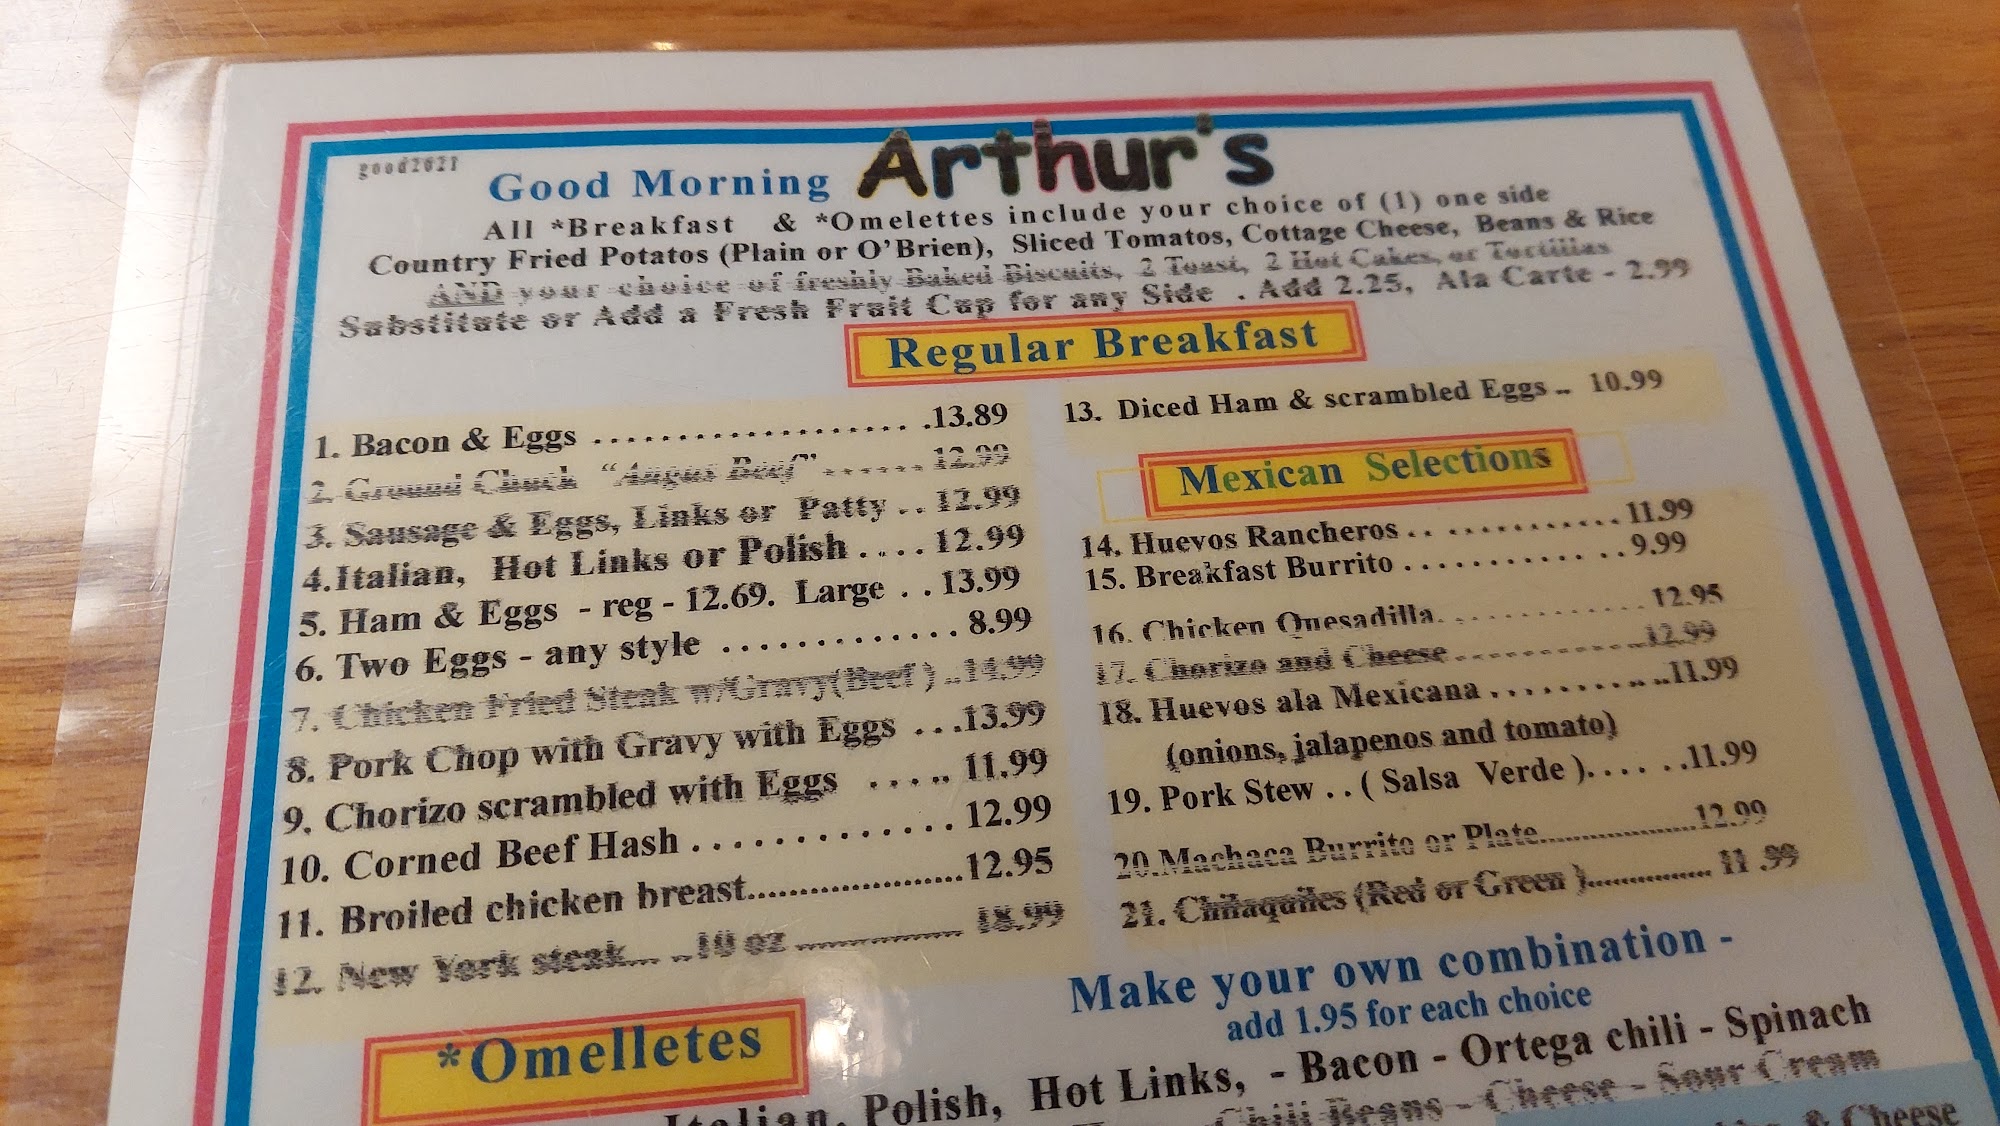 good2021
Good Morning Arthur's
All *Breakfast & *Omelettes include your choice of (1) one side
Country Fried Potatos (Plain or O'Brien), Sliced Tomatos, Cottage Cheese, Beans & Rice
AND your choice of freshly Baked Biscuits, 2 Toast, 2 Hot Cakes, or Tortillas
Substitute or Add a Fresh Fruit Cup for any Side . Add 2.25, Ala Carte - 2.99
Regular Breakfast
1. Bacon & Eggs . . . . . . . . . . . . . . . . . . . . .13.89
2. Ground Chuck "Angus Beef" . . . . . . . 12.99
3. Sausage & Eggs, Links or Patty . . 12.99
4.Italian, Hot Links or Polish . . . . 12.99
5. Ham & Eggs - reg - 12.69. Large . . 13.99
6. Two Eggs - any style . . . . . . . . . . . . . 8.99
7. Chicken Fried Steak w/Gravy(Beef ) ..14.99
8. Pork Chop with Gravy with Eggs . . .13.99
9. Chorizo scrambled with Eggs . . . .. 11.99
10. Corned Beef Hash . . . . . . . . . . . . . 12.99
11. Broiled chicken breast......................12.95
12. New York steak.... ..10 oz .................. 18.99
13. Diced Ham & scrambled Eggs .. 10.99
Mexican Selections
14. Huevos Rancheros . . . . . . . . . . . . . 11.99
15. Breakfast Burrito . . . . . . . . . . . . . 9.99
16. Chicken Quesadilla. . . . . . . . . . . . 12.95
17. Chorizo and Cheese . . . . . . . . . . ...12.99
18. Huevos ala Mexicana . . . . . . . . .. ..11.99
(onions, jalapenos and tomato)
19. Pork Stew . . ( Salsa Verde ). . . . . .11.99
20.Machaca Burrito or Plate....................12.99
21. Chilaquiles (Red or Green )................ 11 .99
Make your own combination -
add 1.95 for each choice
*Omelletes
Italian, Polish, Hot Links, - Bacon - Ortega chili - Spinach
Chili Beans - Cheese - Sour Cream
& Cheese